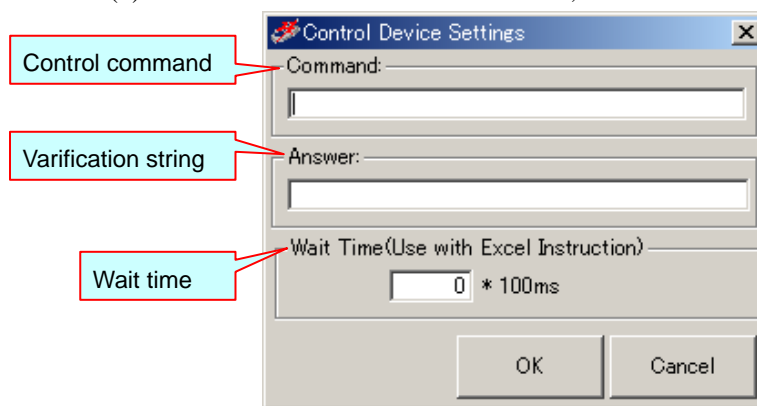 Control Device Settings
Control command
Command:
Varification string
Answer:
Wait Time(Use with Excel Instruction)
Wait time
0 * 100ms
OK Cancel